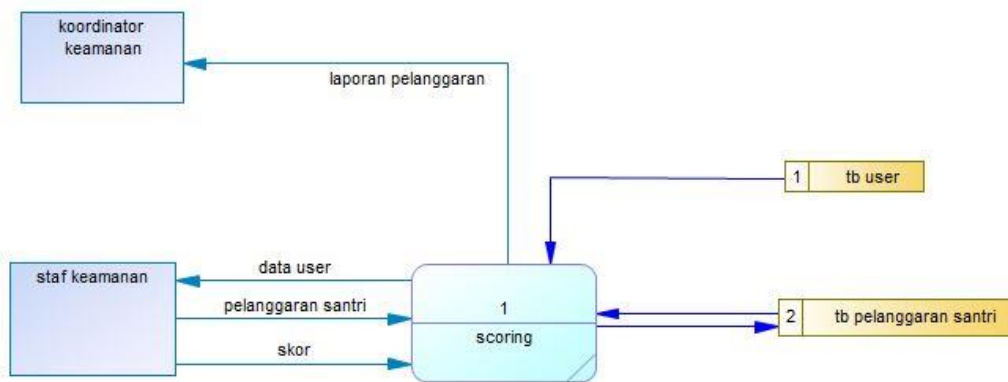 koordinator
keamanan
laporan pelanggaran
1 tb user
staf keamanan
data user
pelanggaran santri
skor
1
scoring
2 tb pelanggaran santri